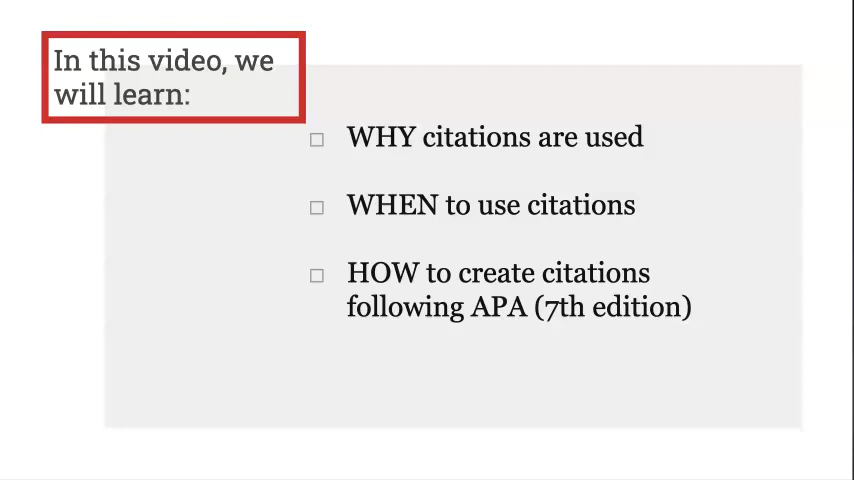 In this video, we
will learn:
WHY citations are used
WHEN to use citations
HOW to create citations
following APA (7th edition)